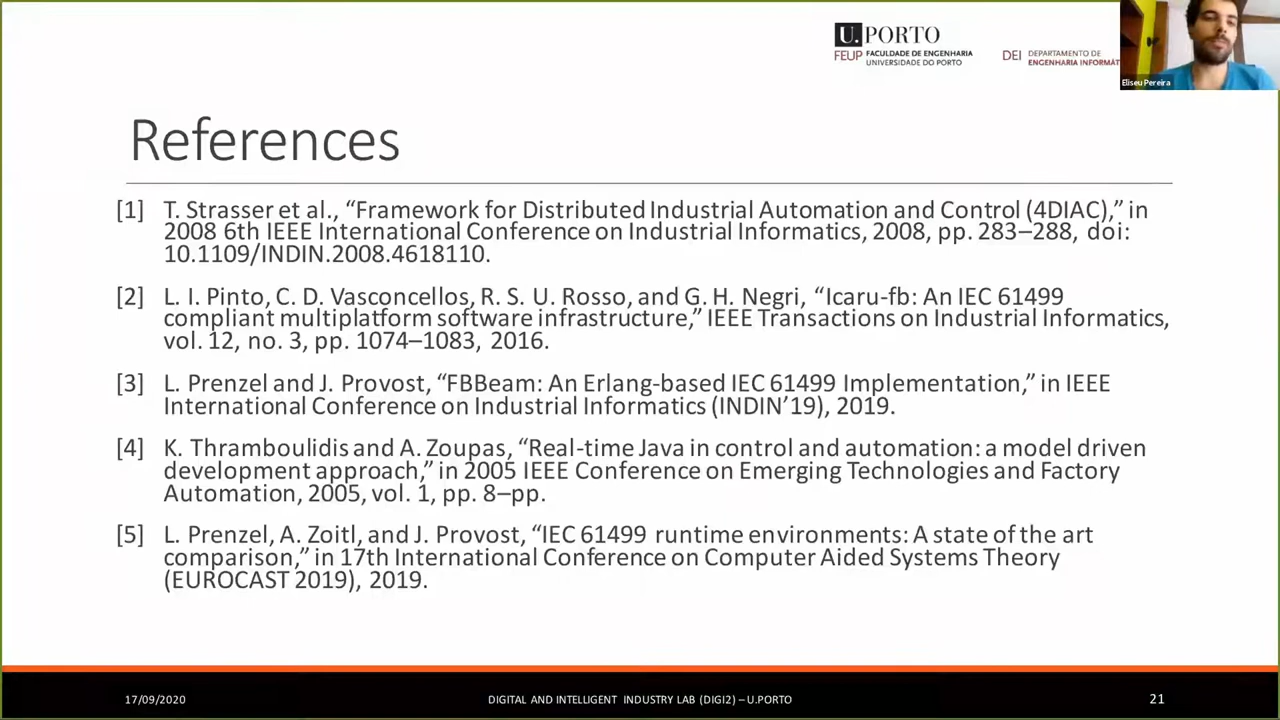 U. PORTO
FEUP FACULDADE DE ENGENHARIA
UNIVERSIDADE DO PORTO
DEI DEPARTAMENTO DE
ENGENHARIA INFORMÁT
Eliseu Pereira
References
[1] T. Strasser et al., “Framework for Distributed Industrial Automation and Control (4DIAC),” in
2008 6th IEEE International Conference on Industrial Informatics, 2008, pp. 283–288, doi:
10.1109/INDIN.2008.4618110.
[2] L. I. Pinto, C. D. Vasconcellos, R. S. U. Rosso, and G. H. Negri, “Icaru-fb: An IEC 61499
compliant multiplatform software infrastructure,” IEEE Transactions on Industrial Informatics,
vol. 12, no. 3, pp. 1074–1083, 2016.
[3] L. Prenzel and J. Provost, “FBBeam: An Erlang-based IEC 61499 Implementation,” in IEEE
International Conference on Industrial Informatics (INDIN’19), 2019.
[4] K. Thramboulidis and A. Zoupas, “Real-time Java in control and automation: a model driven
development approach,” in 2005 IEEE Conference on Emerging Technologies and Factory
Automation, 2005, vol. 1, pp. 8–pp.
[5] L. Prenzel, A. Zoitl, and J. Provost, “IEC 61499 runtime environments: A state of the art
comparison,” in 17th International Conference on Computer Aided Systems Theory
(EUROCAST 2019), 2019.
17/09/2020
DIGITAL AND INTELLIGENT INDUSTRY LAB (DIGI2) – U.PORTO
21